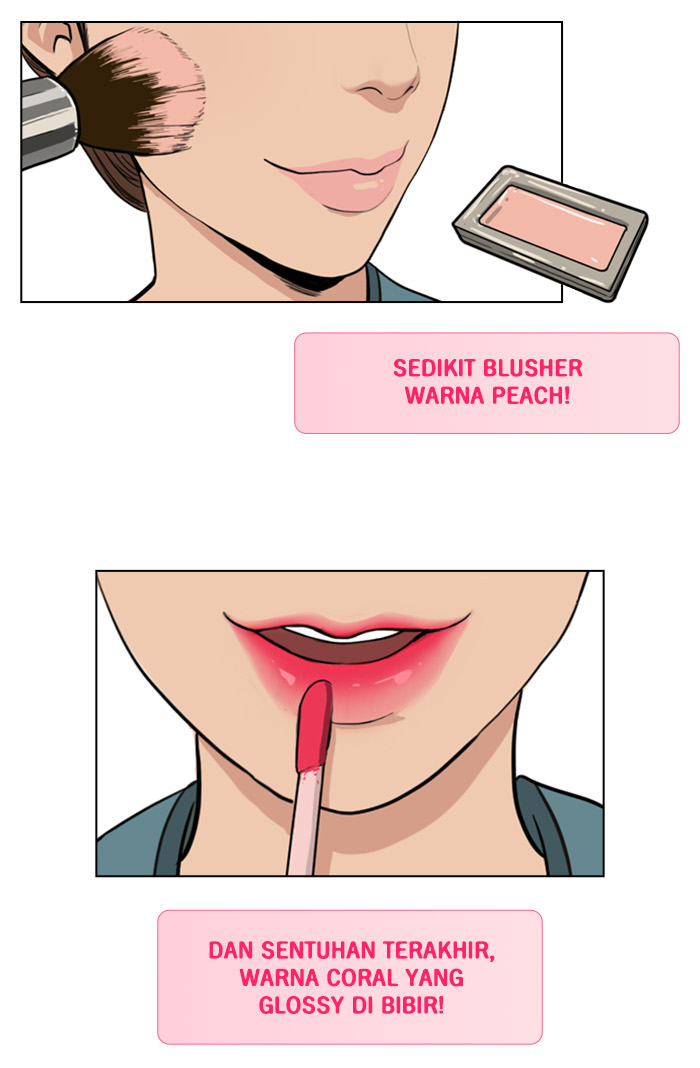 SEDIKIT BLUSHER
WARNA PEACH!
DAN SENTUHAN TERAKHIR,
WARNA CORAL YANG
GLOSSY DI BIBIR!